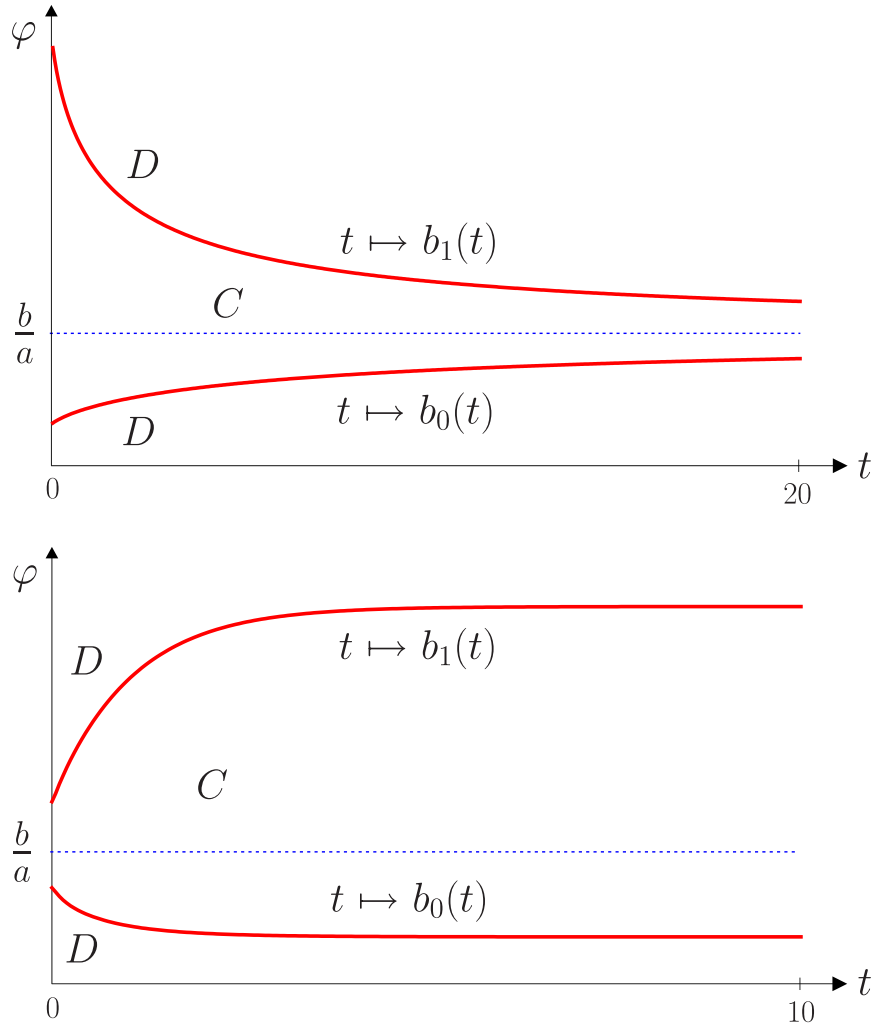 φ
D
t ↦ b₁(t)
C
b/a
t ↦ b₀(t)
D
t
0
20
φ
D
t ↦ b₁(t)
C
b/a
t ↦ b₀(t)
D
t
0
10